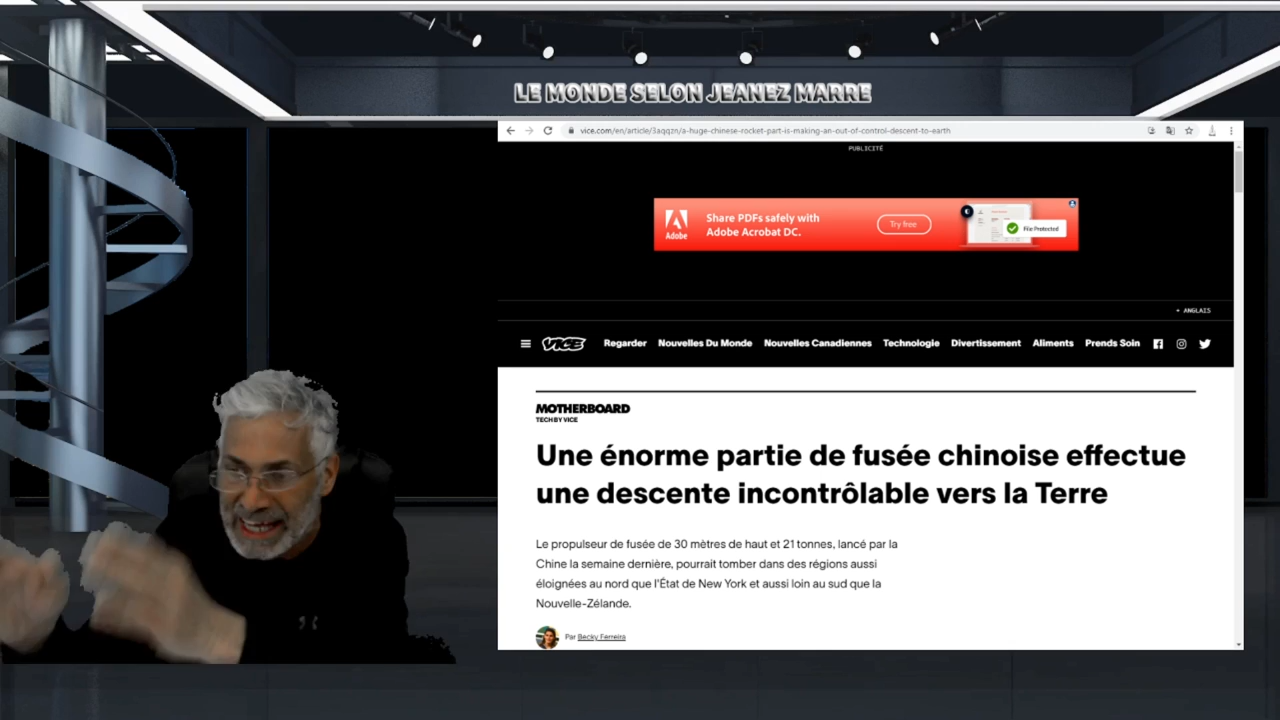 LE MONDE SELON JEANEZ MARRE
vice.com/en/article/3aqqzn/a-huge-chinese-rocket-part-is-making-an-out-of-control-descent-to-earth
PUBLICITÉ
Adobe
Share PDFs safely with
Adobe Acrobat DC.
Try free
File Protected
+ ANGLAIS
VICE
Regarder Nouvelles Du Monde Nouvelles Canadiennes Technologie Divertissement Aliments Prends Soin
MOTHERBOARD
TECH BY VICE
Une énorme partie de fusée chinoise effectue
une descente incontrôlable vers la Terre
Le propulseur de fusée de 30 mètres de haut et 21 tonnes, lancé par la
Chine la semaine dernière, pourrait tomber dans des régions aussi
éloignées au nord que l'État de New York et aussi loin au sud que la
Nouvelle-Zélande.
Par Becky Ferreira